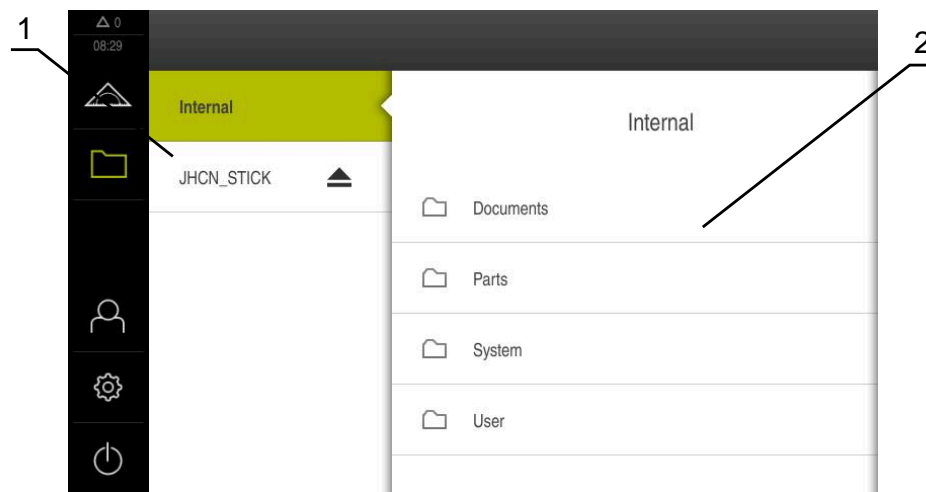 1
2
0
08:29
Internal
JHCN_STICK
Internal
Documents
Parts
System
User